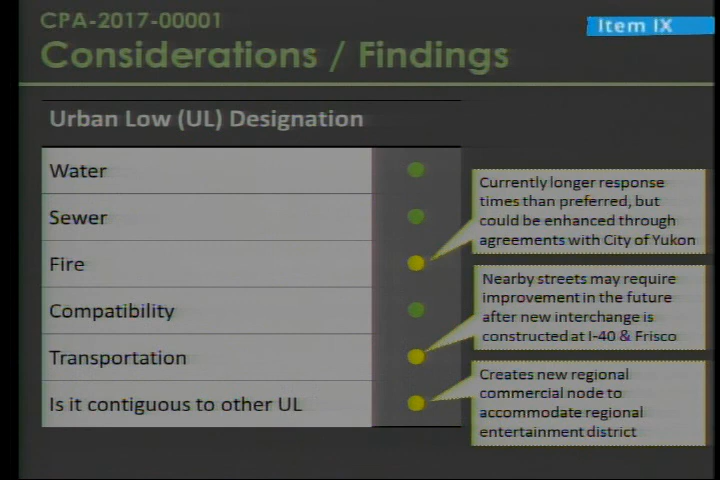 CPA-2017-00001
Item IX
Considerations / Findings
Urban Low (UL) Designation
Water
Sewer
Fire
Compatibility
Transportation
Is it contiguous to other UL
Currently longer response
times than preferred, but
could be enhanced through
agreements with City of Yukon
Nearby streets may require
improvement in the future
after new interchange is
constructed at I-40 & Frisco
Creates new regional
commercial node to
accommodate regional
entertainment district